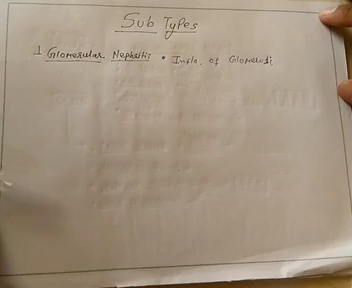 Sub Types
1 Glomerular Nephritis • Infla. of Glomeruli